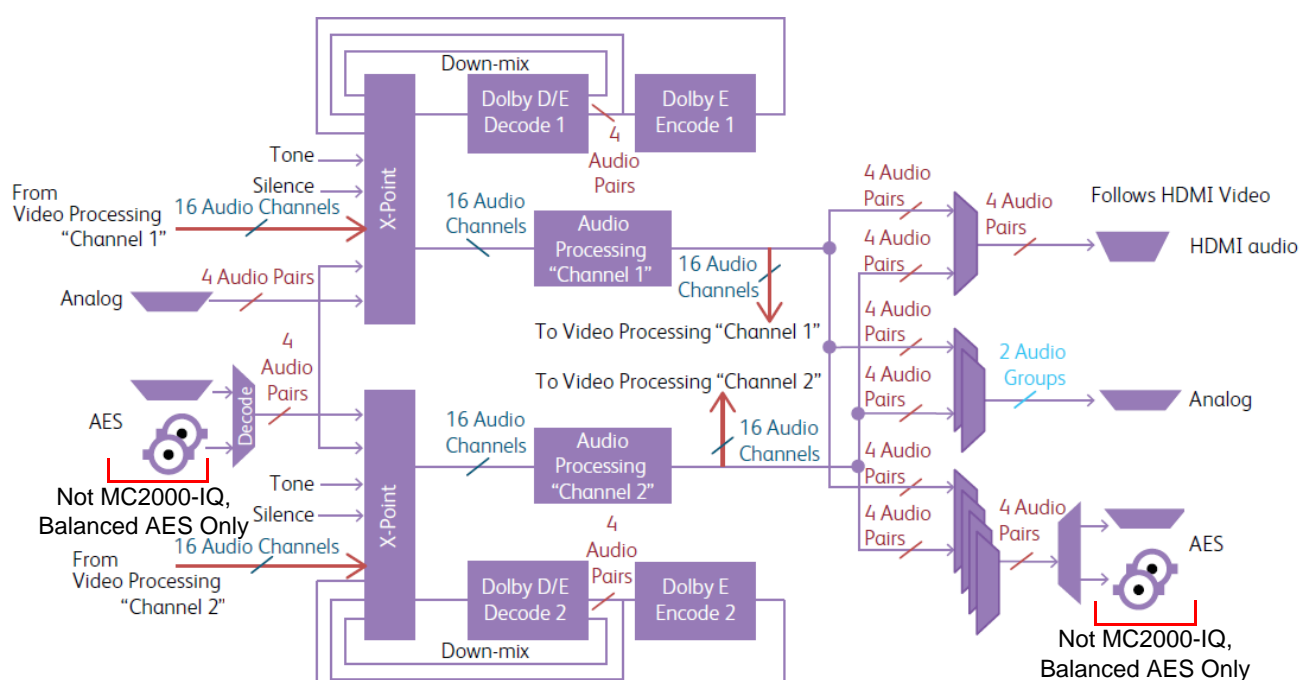 Down-mix
Dolby D/E
Decode 1
Dolby E
Encode 1
4
Audio
Pairs
X-Point
Tone
Silence
From
Video Processing
“Channel 1”
16 Audio Channels
16 Audio
Channels
Audio
Processing
“Channel 1”
16 Audio
Channels
To Video Processing “Channel 1”
4 Audio
Pairs
4 Audio
Pairs
4 Audio
Pairs
Follows HDMI Video
HDMI audio
Analog
4 Audio Pairs
4
Audio
Pairs
AES
Decode
Not MC2000-IQ,
Balanced AES Only
4 Audio
Pairs
4 Audio
Pairs
2 Audio
Groups
Analog
To Video Processing “Channel 2”
X-Point
16 Audio
Channels
Audio
Processing
“Channel 2”
16 Audio
Channels
Tone
Silence
16 Audio Channels
From
Video Processing
“Channel 2”
4
Audio
Pairs
Dolby D/E
Decode 2
Dolby E
Encode 2
Down-mix
4 Audio
Pairs
4 Audio
Pairs
4 Audio
Pairs
AES
Not MC2000-IQ,
Balanced AES Only